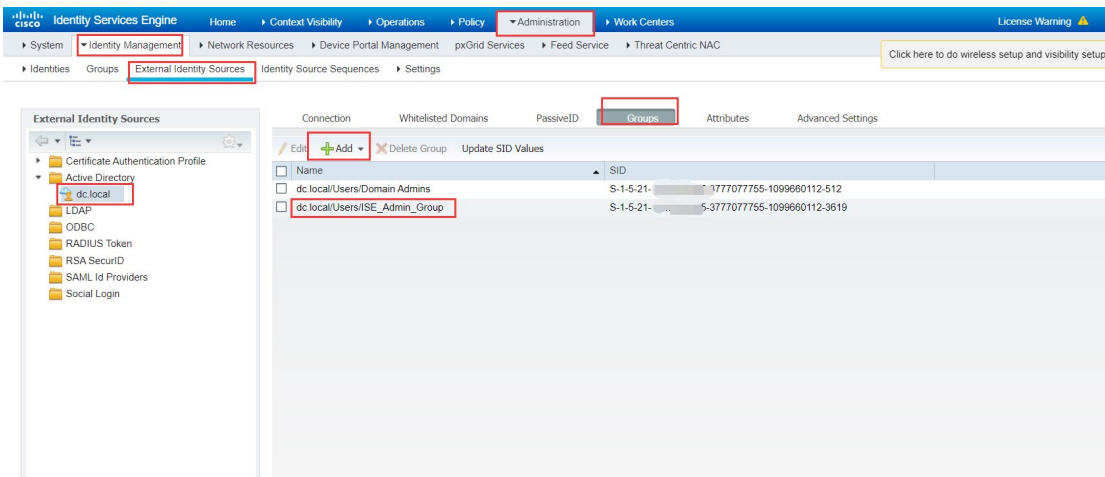 cisco Identity Services Engine Home Context Visibility Operations Policy Administration Work Centers License Warning
System Identity Management Network Resources Device Portal Management pxGrid Services Feed Service Threat Centric NAC
Click here to do wireless setup and visibility setup
Identities Groups External Identity Sources Identity Source Sequences Settings
External Identity Sources
Certificate Authentication Profile
Active Directory
dc.local
LDAP
ODBC
RADIUS Token
RSA SecurID
SAML Id Providers
Social Login
Connection Whitelisted Domains PassiveID Groups Attributes Advanced Settings
Edit Add Delete Group Update SID Values
Name SID
dc.local/Users/Domain Admins S-1-5-21- -3777077755-1099660112-512
dc.local/Users/ISE_Admin_Group S-1-5-21- 5-3777077755-1099660112-3619